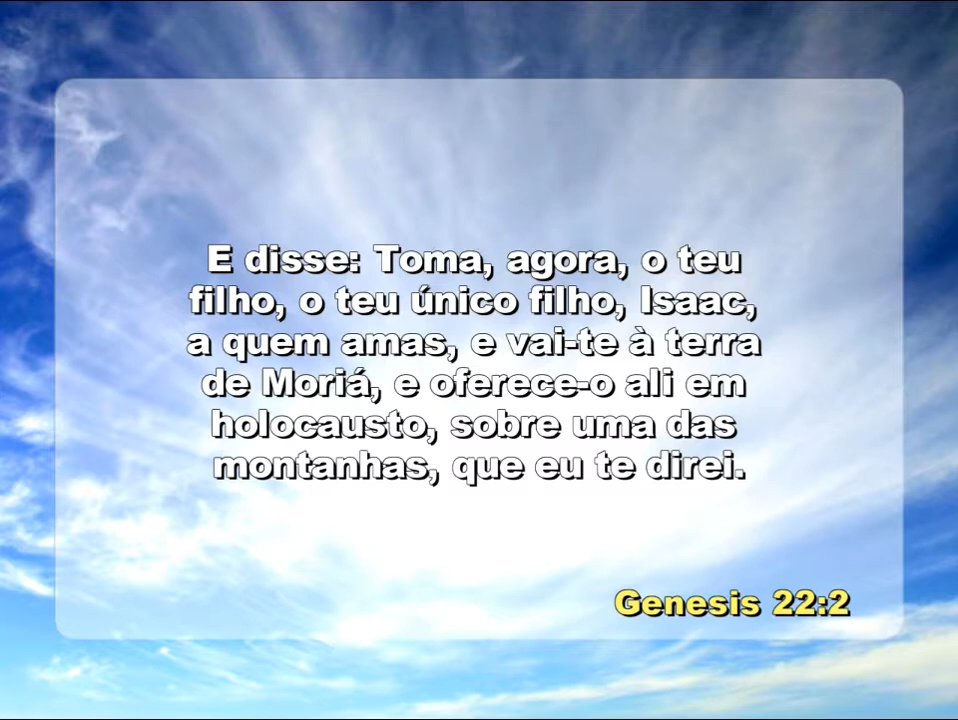 E disse: Toma, agora, o teu
filho, o teu único filho, Isaac,
a quem amas, e vai-te à terra
de Moriá, e oferece-o ali em
holocausto, sobre uma das
montanhas, que eu te direi.
Genesis 22:2